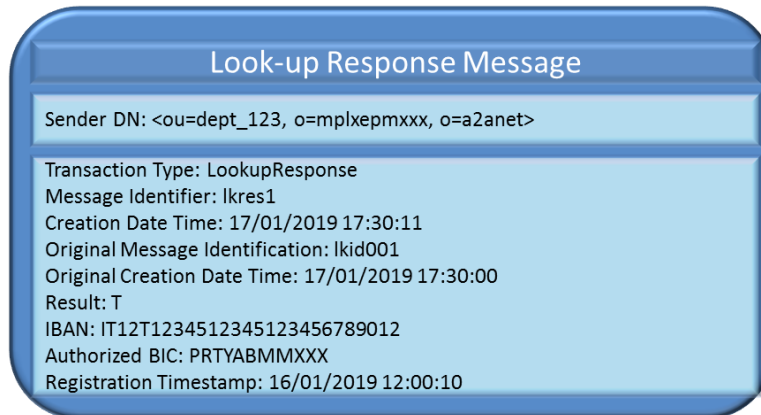 Look-up Response Message
Sender DN: <ou=dept_123, o=mplxepmxxx, o=a2anet>
Transaction Type: LookupResponse
Message Identifier: lkres1
Creation Date Time: 17/01/2019 17:30:11
Original Message Identification: lkid001
Original Creation Date Time: 17/01/2019 17:30:00
Result: T
IBAN: IT12T1234512345123456789012
Authorized BIC: PRTYABMMXXX
Registration Timestamp: 16/01/2019 12:00:10